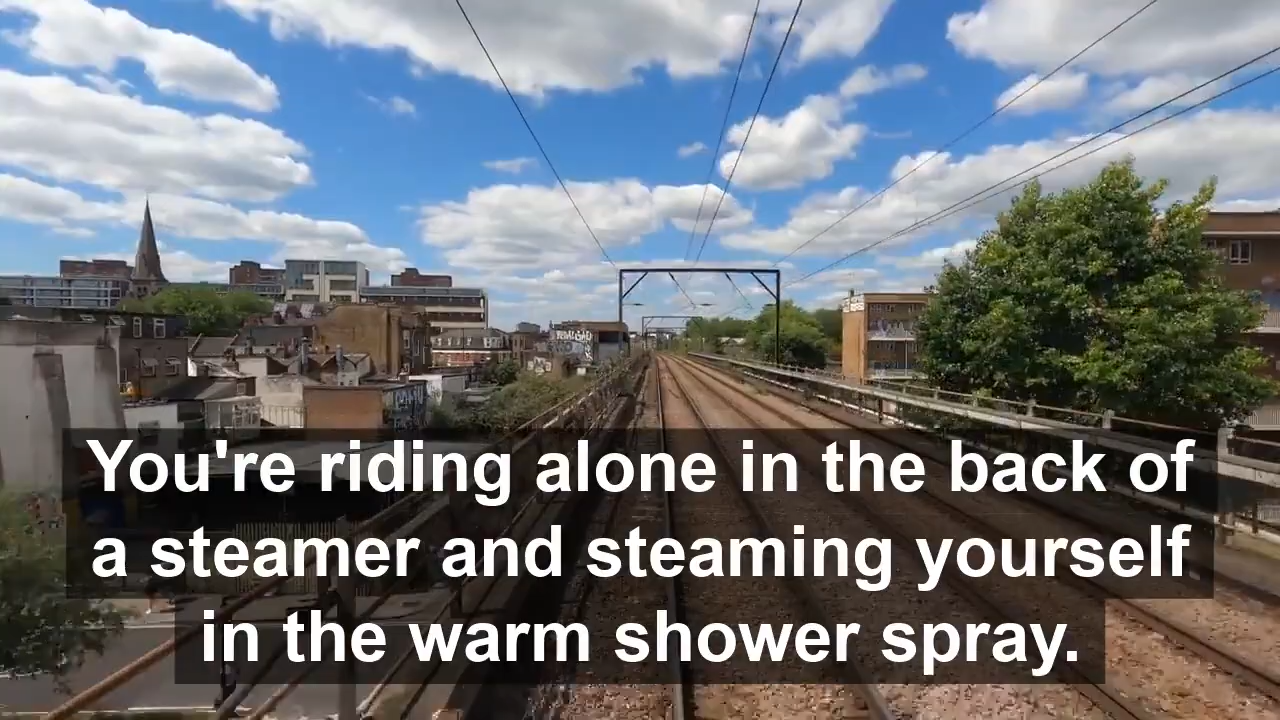 You're riding alone in the back of
a steamer and steaming yourself
in the warm shower spray.